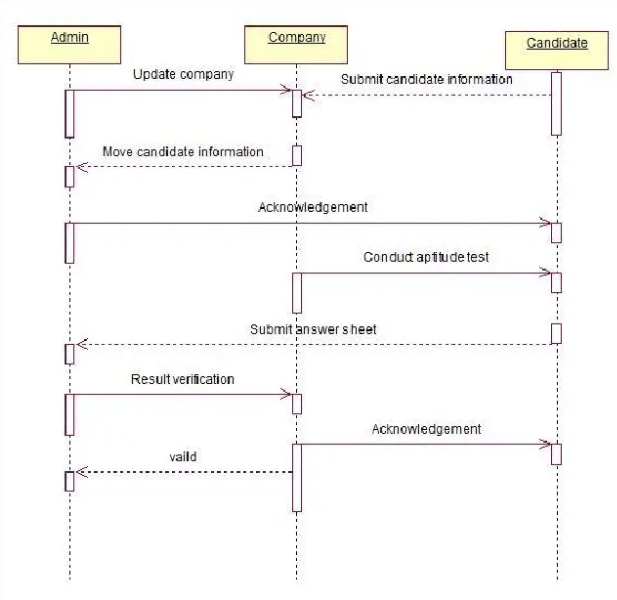 Admin
Company
Candidate
Update company
Submit candidate information
Move candidate information
Acknowledgement
Conduct aptitude test
Submit answer sheet
Result verification
Acknowledgement
vaild